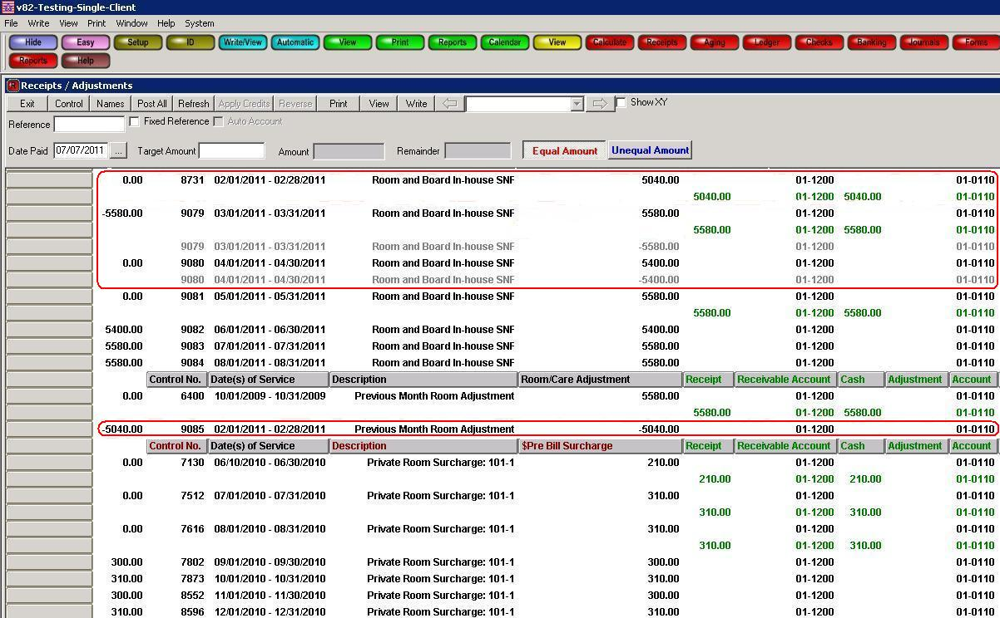 v82-Testing-Single-Client
File Write View Print Window Help System
Hide Easy Setup ID Write/View Automatic View Print Reports Calendar View Calculate Receipts Aging Ledger Checks Banking Journals Forms
Reports Help
Receipts / Adjustments
Exit Control Names Post All Refresh Apply Credits Reverse Print View Write Show XY
Reference Fixed Reference Auto Account
Date Paid 07/07/2011 ... Target Amount Amount Remainder Equal Amount Unequal Amount
0.00 8731 02/01/2011 - 02/28/2011 Room and Board In-house SNF 5040.00 01-1200 01-0110
5040.00 01-1200 5040.00 01-0110
-5580.00 9079 03/01/2011 - 03/31/2011 Room and Board In-house SNF 5580.00 01-1200 01-0110
5580.00 01-1200 5580.00 01-0110
9079 03/01/2011 - 03/31/2011 Room and Board In-house SNF -5580.00 01-1200 01-0110
0.00 9080 04/01/2011 - 04/30/2011 Room and Board In-house SNF 5400.00 01-1200 01-0110
9080 04/01/2011 - 04/30/2011 Room and Board In-house SNF -5400.00 01-1200 01-0110
0.00 9081 05/01/2011 - 05/31/2011 Room and Board In-house SNF 5580.00 01-1200 01-0110
5580.00 01-1200 5580.00 01-0110
5400.00 9082 06/01/2011 - 06/30/2011 Room and Board In-house SNF 5400.00 01-1200 01-0110
5580.00 9083 07/01/2011 - 07/31/2011 Room and Board In-house SNF 5580.00 01-1200 01-0110
5580.00 9084 08/01/2011 - 08/31/2011 Room and Board In-house SNF 5580.00 01-1200 01-0110
Control No. Date(s) of Service Description Room/Care Adjustment Receipt Receivable Account Cash Adjustment Account
0.00 6400 10/01/2009 - 10/31/2009 Previous Month Room Adjustment 5580.00 01-1200 01-0110
5580.00 01-1200 5580.00 01-0110
-5040.00 9085 02/01/2011 - 02/28/2011 Previous Month Room Adjustment -5040.00 01-1200 01-0110
Control No. Date(s) of Service Description $Pre Bill Surcharge Receipt Receivable Account Cash Adjustment Account
0.00 7130 06/10/2010 - 06/30/2010 Private Room Surcharge: 101-1 210.00 01-1200 01-0110
210.00 01-1200 210.00 01-0110
0.00 7512 07/01/2010 - 07/31/2010 Private Room Surcharge: 101-1 310.00 01-1200 01-0110
310.00 01-1200 310.00 01-0110
0.00 7616 08/01/2010 - 08/31/2010 Private Room Surcharge: 101-1 310.00 01-1200 01-0110
310.00 01-1200 310.00 01-0110
300.00 7802 09/01/2010 - 09/30/2010 Private Room Surcharge: 101-1 300.00 01-1200 01-0110
310.00 7873 10/01/2010 - 10/31/2010 Private Room Surcharge: 101-1 310.00 01-1200 01-0110
300.00 8552 11/01/2010 - 11/30/2010 Private Room Surcharge: 101-1 300.00 01-1200 01-0110
310.00 8596 12/01/2010 - 12/31/2010 Private Room Surcharge: 101-1 310.00 01-1200 01-0110